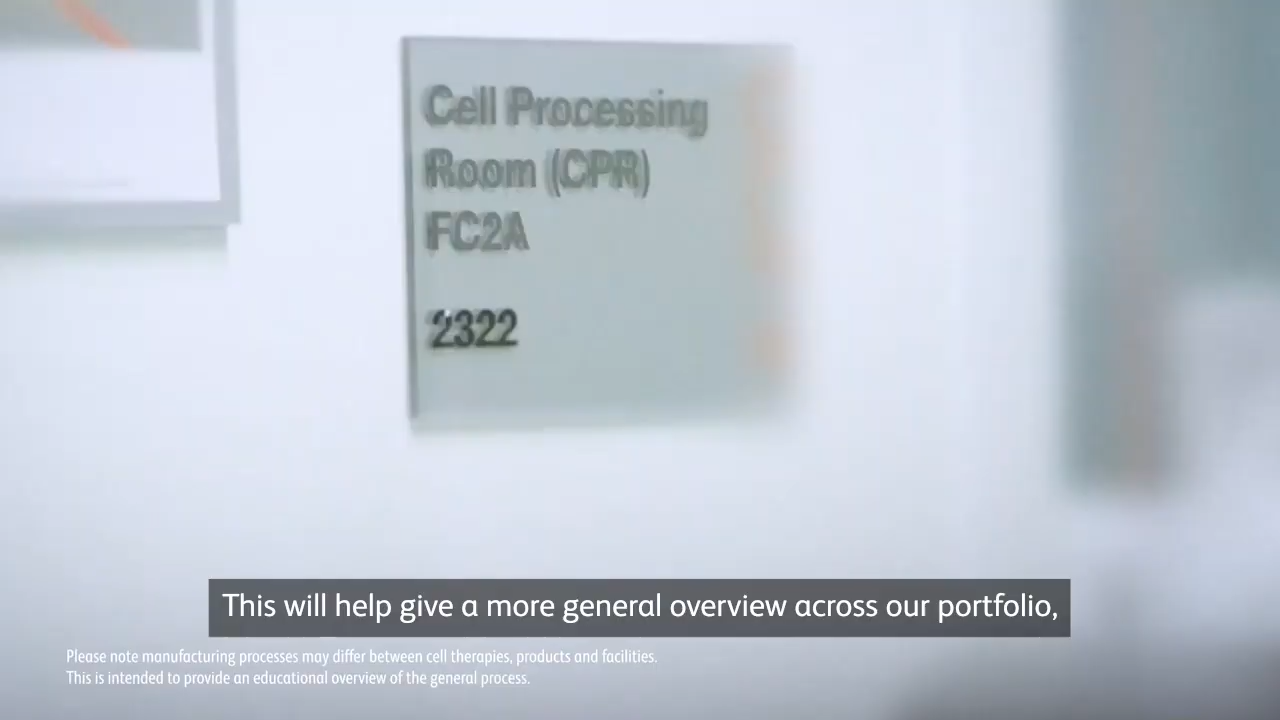 Cell Processing
Room (CPR)
FC2A
2322
This will help give a more general overview across our portfolio,
Please note manufacturing processes may differ between cell therapies, products and facilities.
This is intended to provide an educational overview of the general process.